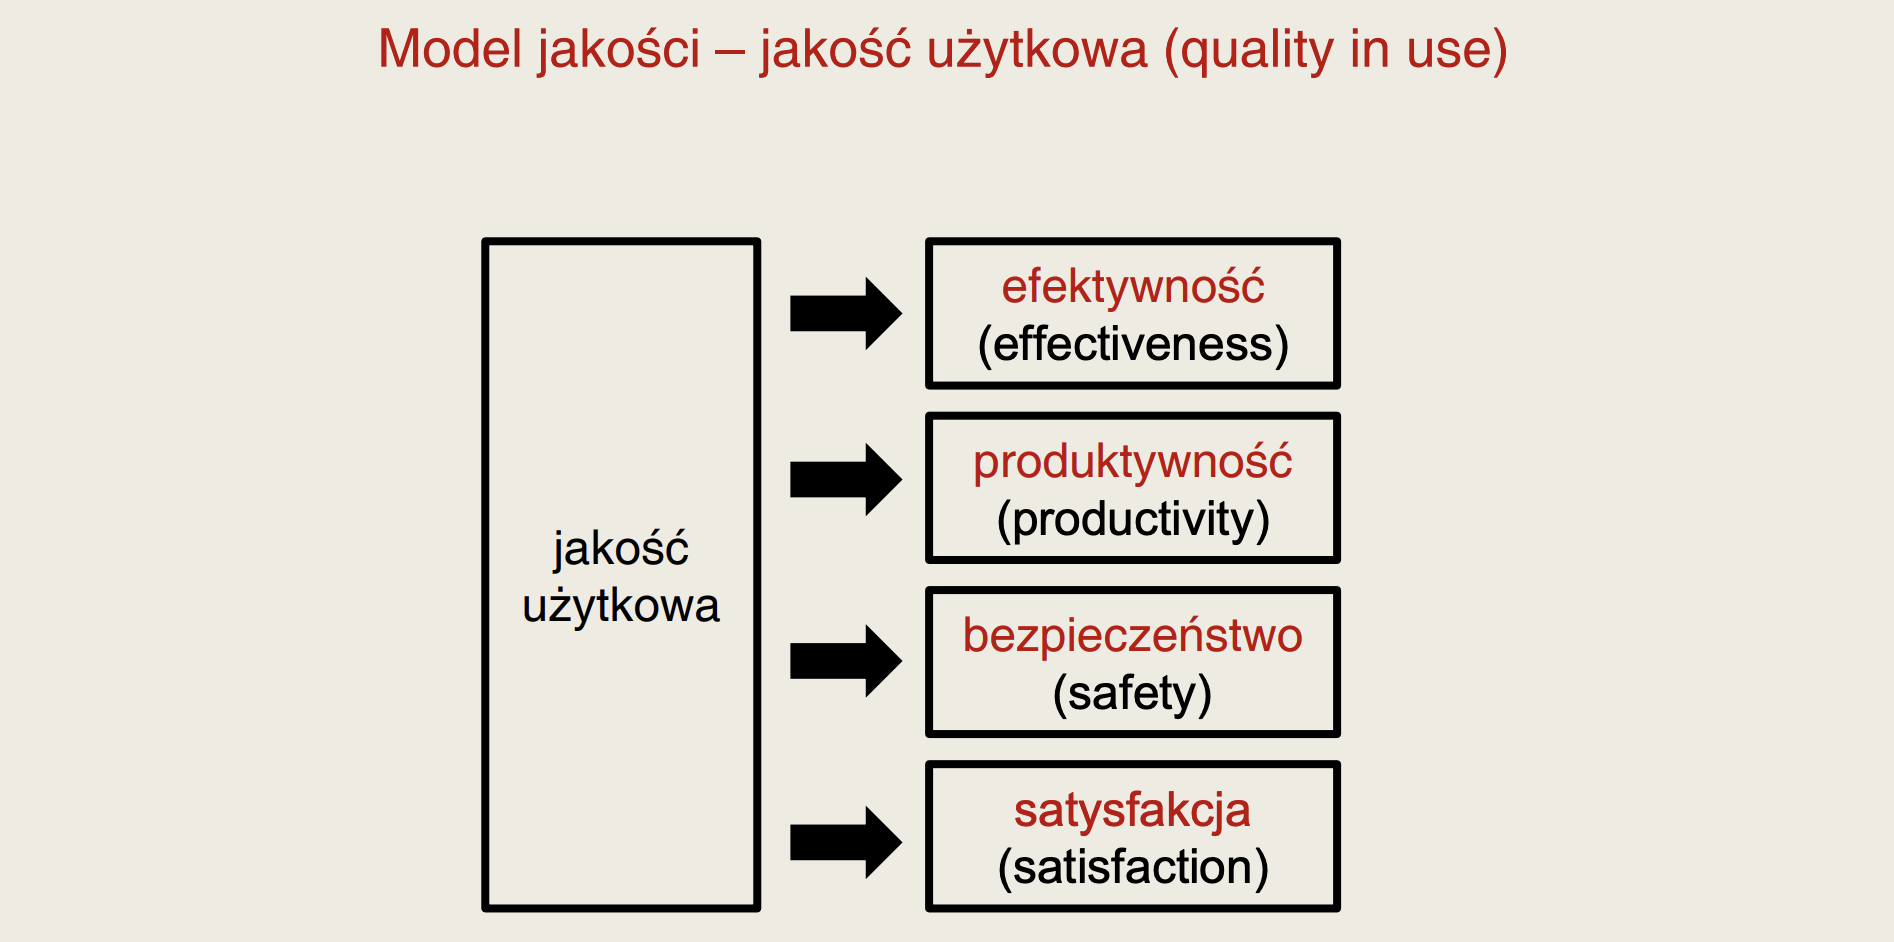 Model jakości – jakość użytkowa (quality in use)
jakość
użytkowa
efektywność
(effectiveness)
produktywność
(productivity)
bezpieczeństwo
(safety)
satysfakcja
(satisfaction)